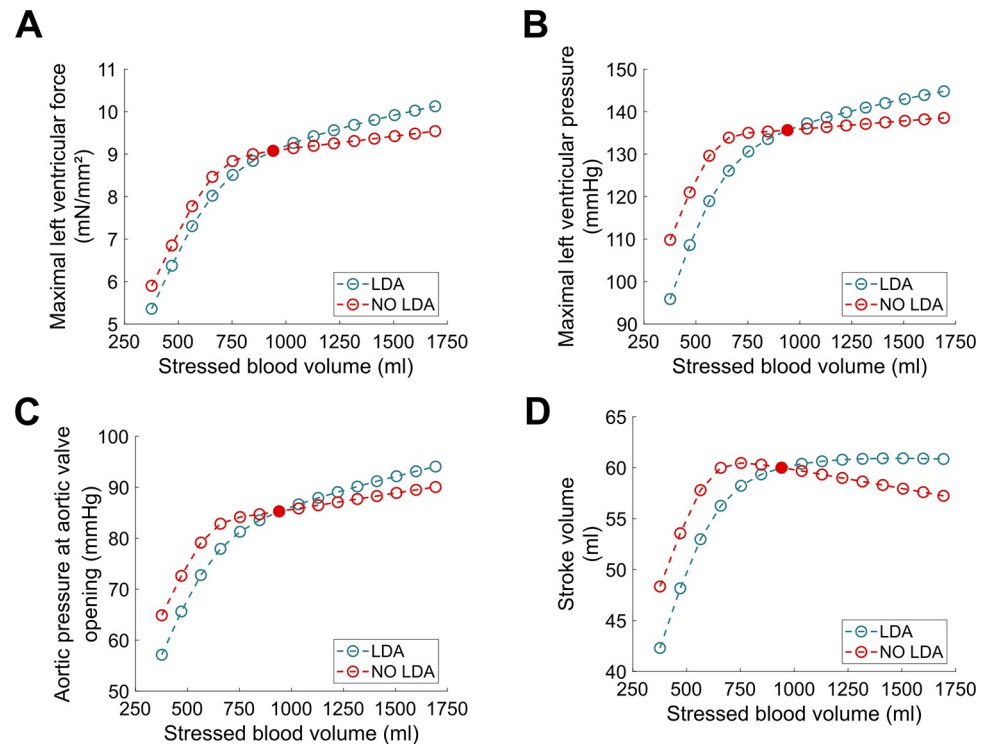 A
Maximal left ventricular force
(mN/mm²)
11
10
9
8
7
6
5
250
500
750
1000
1250
1500
1750
Stressed blood volume (ml)
LDA
NO LDA
B
Maximal left ventricular pressure
(mmHg)
150
140
130
120
110
100
90
250
500
750
1000
1250
1500
1750
Stressed blood volume (ml)
LDA
NO LDA
C
Aortic pressure at aortic valve
opening (mmHg)
100
90
80
70
60
50
250
500
750
1000
1250
1500
1750
Stressed blood volume (ml)
LDA
NO LDA
D
Stroke volume
(ml)
65
60
55
50
45
40
250
500
750
1000
1250
1500
1750
Stressed blood volume (ml)
LDA
NO LDA